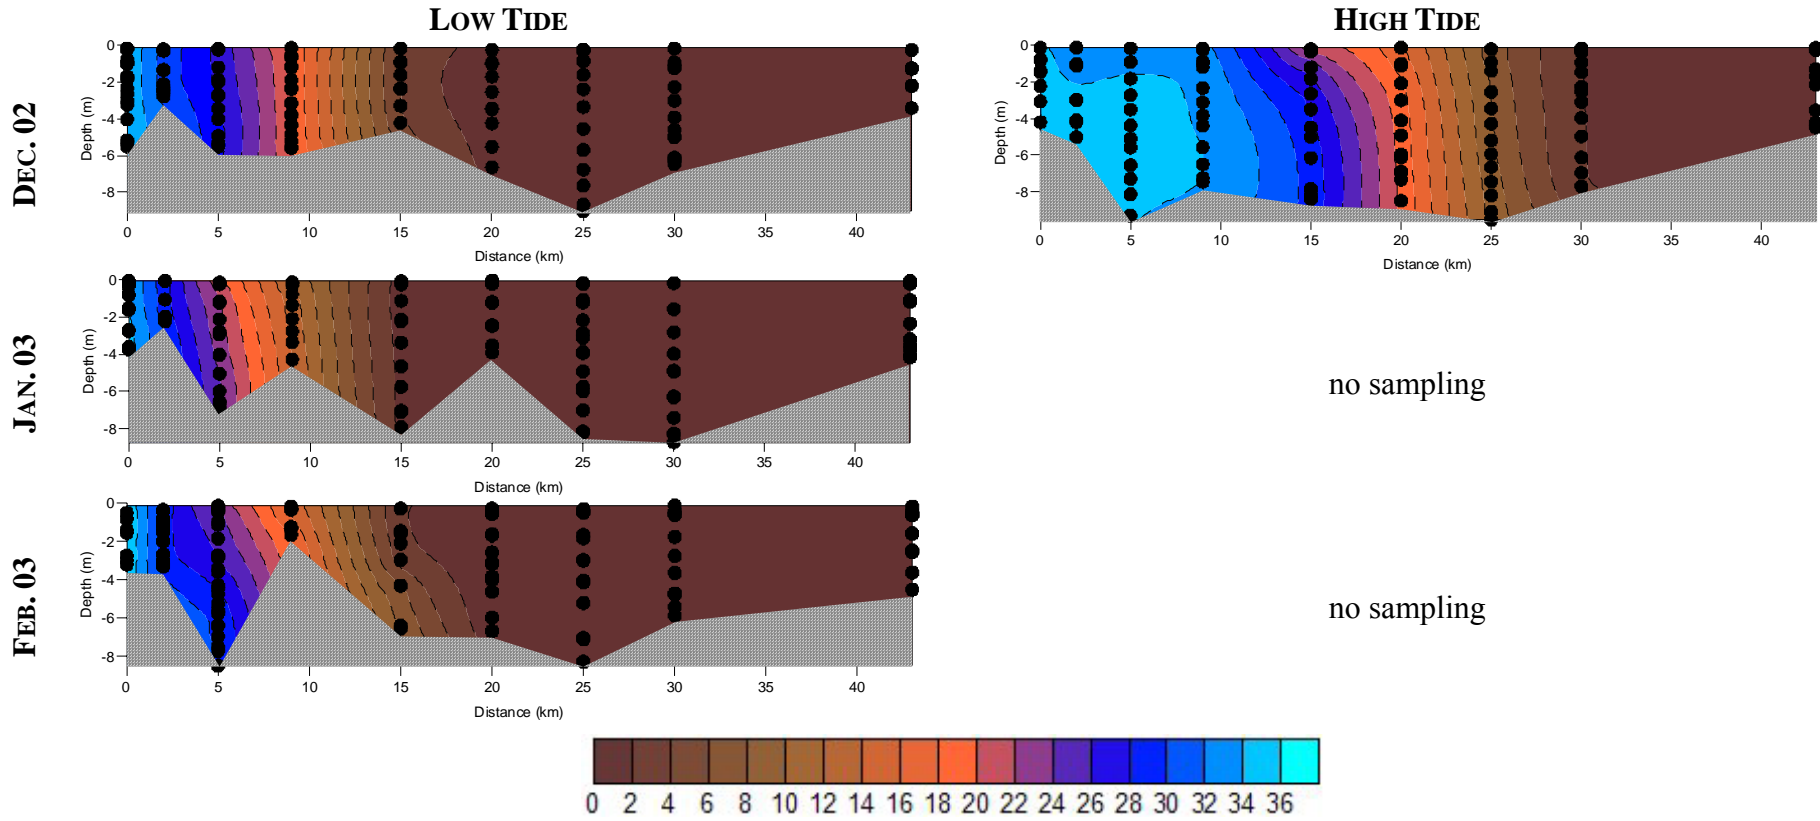 LOW TIDE
HIGH TIDE
DEC. 02
0
-2
-4
-6
-8
Depth (m)
0 5 10 15 20 25 30 35 40
Distance (km)
0
-2
-4
-6
-8
Depth (m)
0 5 10 15 20 25 30 35 40
Distance (km)
JAN. 03
0
-2
-4
-6
-8
Depth (m)
0 5 10 15 20 25 30 35 40
Distance (km)
no sampling
FEB. 03
0
-2
-4
-6
-8
Depth (m)
0 5 10 15 20 25 30 35 40
Distance (km)
no sampling
0 2 4 6 8 10 12 14 16 18 20 22 24 26 28 30 32 34 36